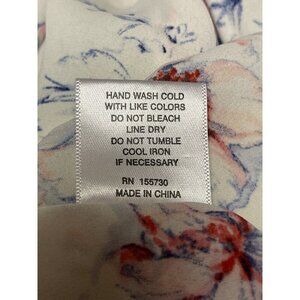 HAND WASH COLD
WITH LIKE COLORS
DO NOT BLEACH
LINE DRY
DO NOT TUMBLE
COOL IRON
IF NECESSARY
RN 155730
MADE IN CHINA